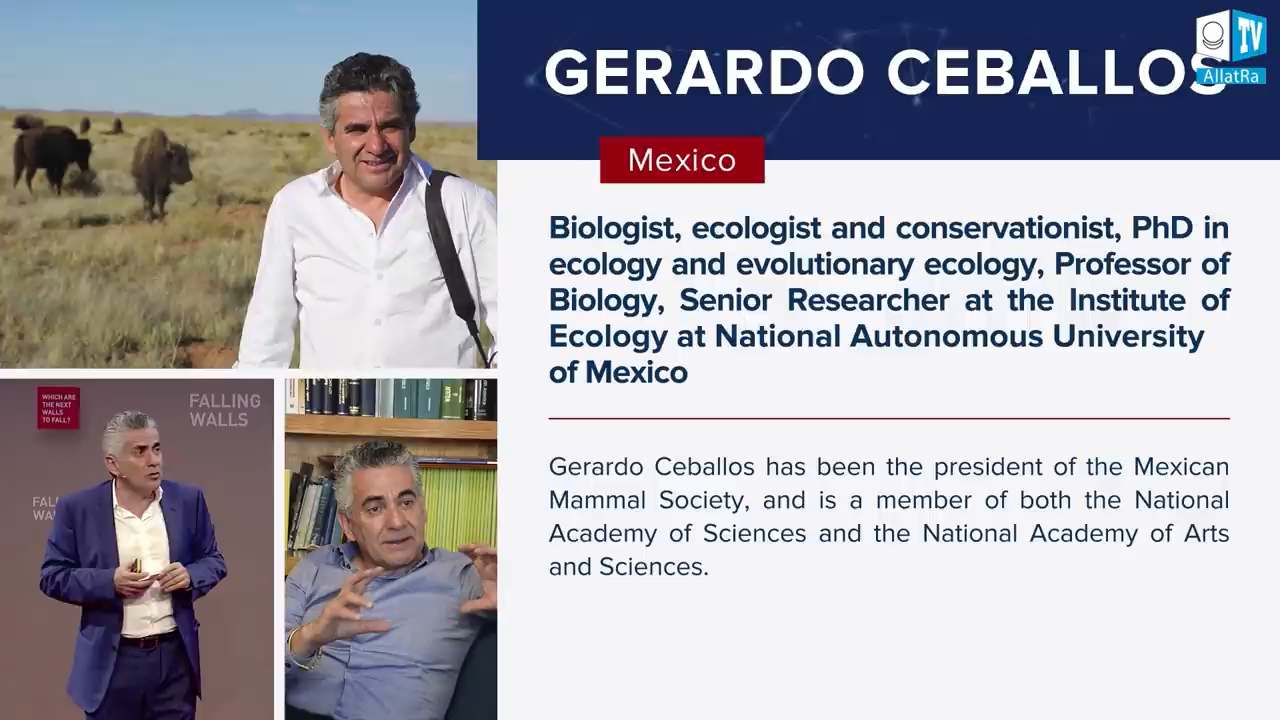 GERARDO CEBALLOS
TV
AllatRa
Mexico
Biologist, ecologist and conservationist, PhD in
ecology and evolutionary ecology, Professor of
Biology, Senior Researcher at the Institute of
Ecology at National Autonomous University
of Mexico
Gerardo Ceballos has been the president of the Mexican
Mammal Society, and is a member of both the National
Academy of Sciences and the National Academy of Arts
and Sciences.
WHICH ARE
THE NEXT
WALLS
TO FALL?
FALLING
WALLS
FAL
WA